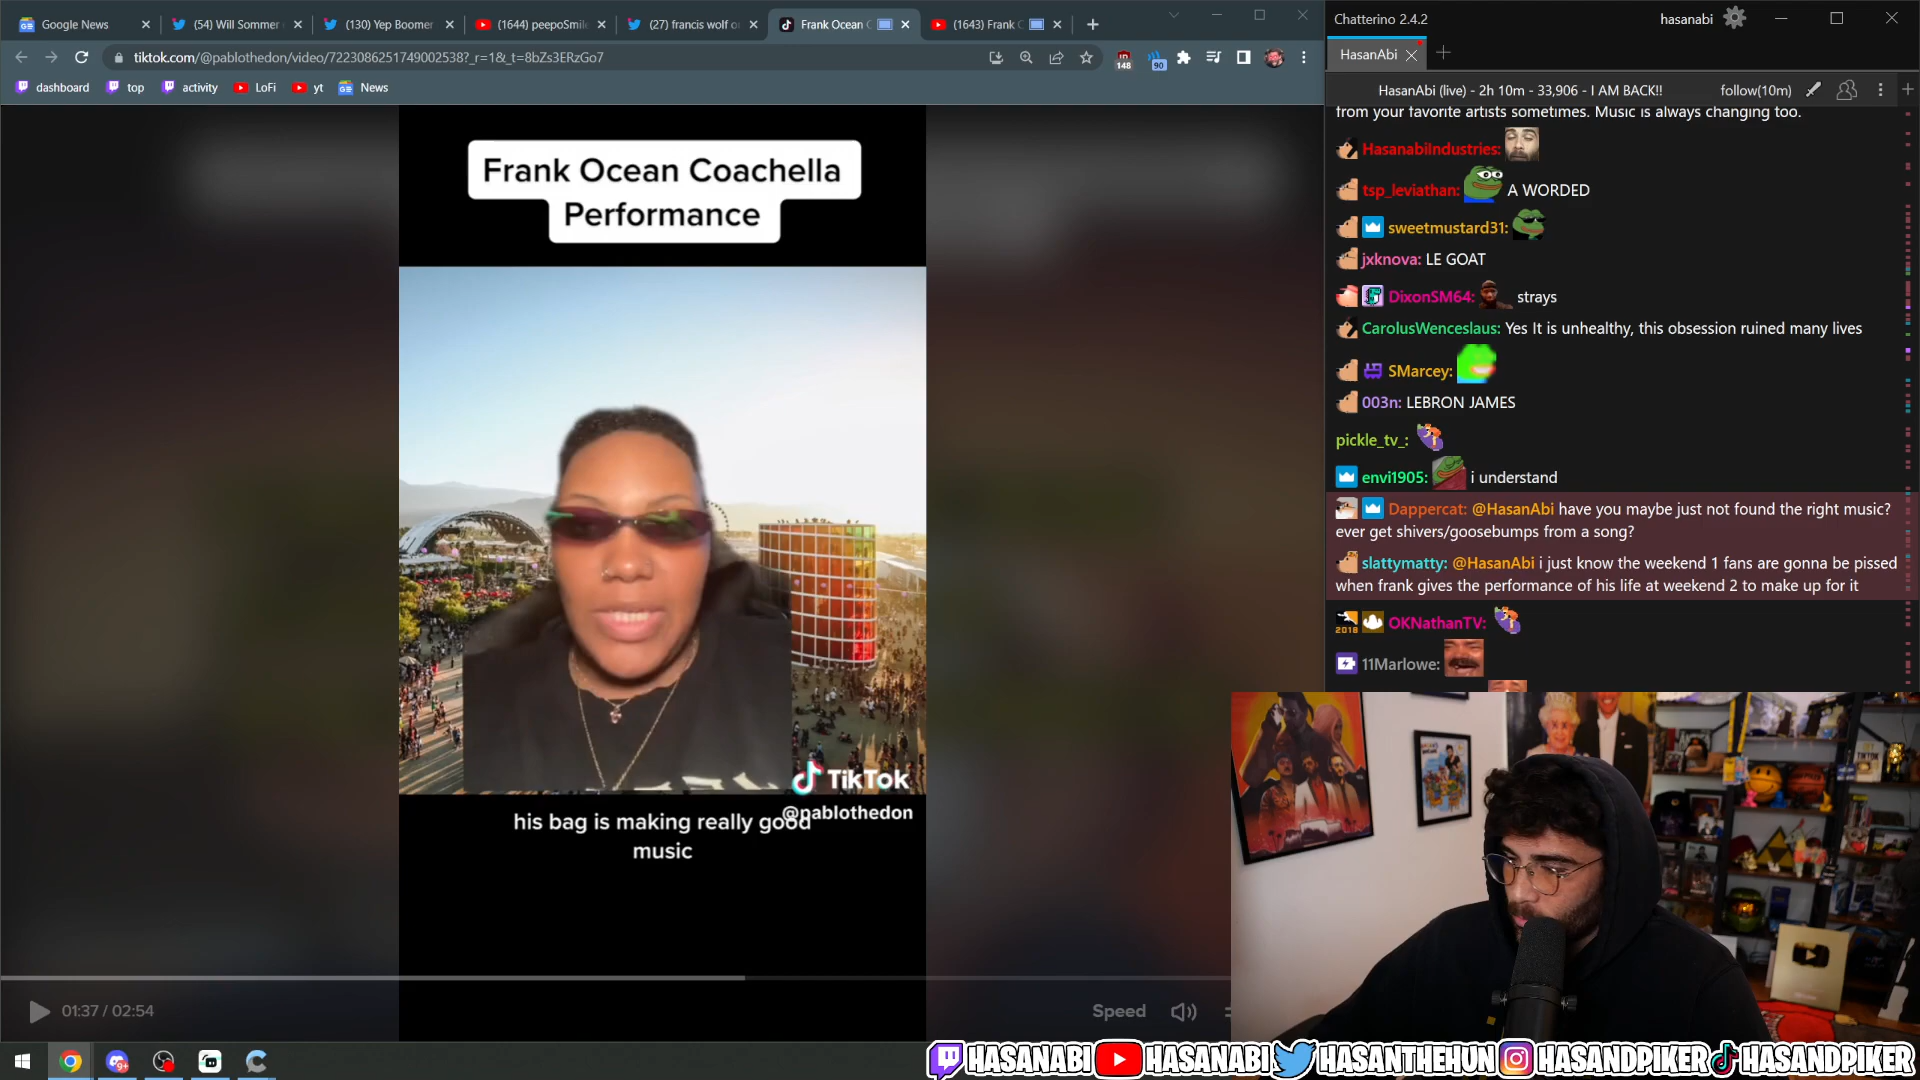 Google News
(54) Will Sommer
(130) Yep Boomer
(1644) peepoSmil
(27) francis wolf o
Frank Ocean
(1643) Frank
tiktok.com/@pablothedon/video/7223086251749002538?_r=1&_t=8bZs3ERzGo7
148
90
dashboard
top
activity
LoFi
yt
News
Frank Ocean Coachella
Performance
TikTok
@pablothedon
his bag is making really good
music
01:37 / 02:54
Speed
Chatterino 2.4.2
hasanabi
HasanAbi
HasanAbi (live) - 2h 10m - 33,906 - I AM BACK!!
follow(10m)
from your favorite artists sometimes. Music is always changing too.
HasanabiIndustries:
tsp_leviathan: A WORDED
sweetmustard31:
jxknova: LE GOAT
DixonSM64: strays
CarolusWenceslaus: Yes It is unhealthy, this obsession ruined many lives
SMarcey:
003n: LEBRON JAMES
pickle_tv_:
envi1905: i understand
Dappercat: @HasanAbi have you maybe just not found the right music?
ever get shivers/goosebumps from a song?
slattymatty: @HasanAbi i just know the weekend 1 fans are gonna be pissed
when frank gives the performance of his life at weekend 2 to make up for it
2018 OKNathanTV:
11Marlowe:
HASANABI HASANABI HASANTHEHUN HASANDPIKER HASANDPIKER